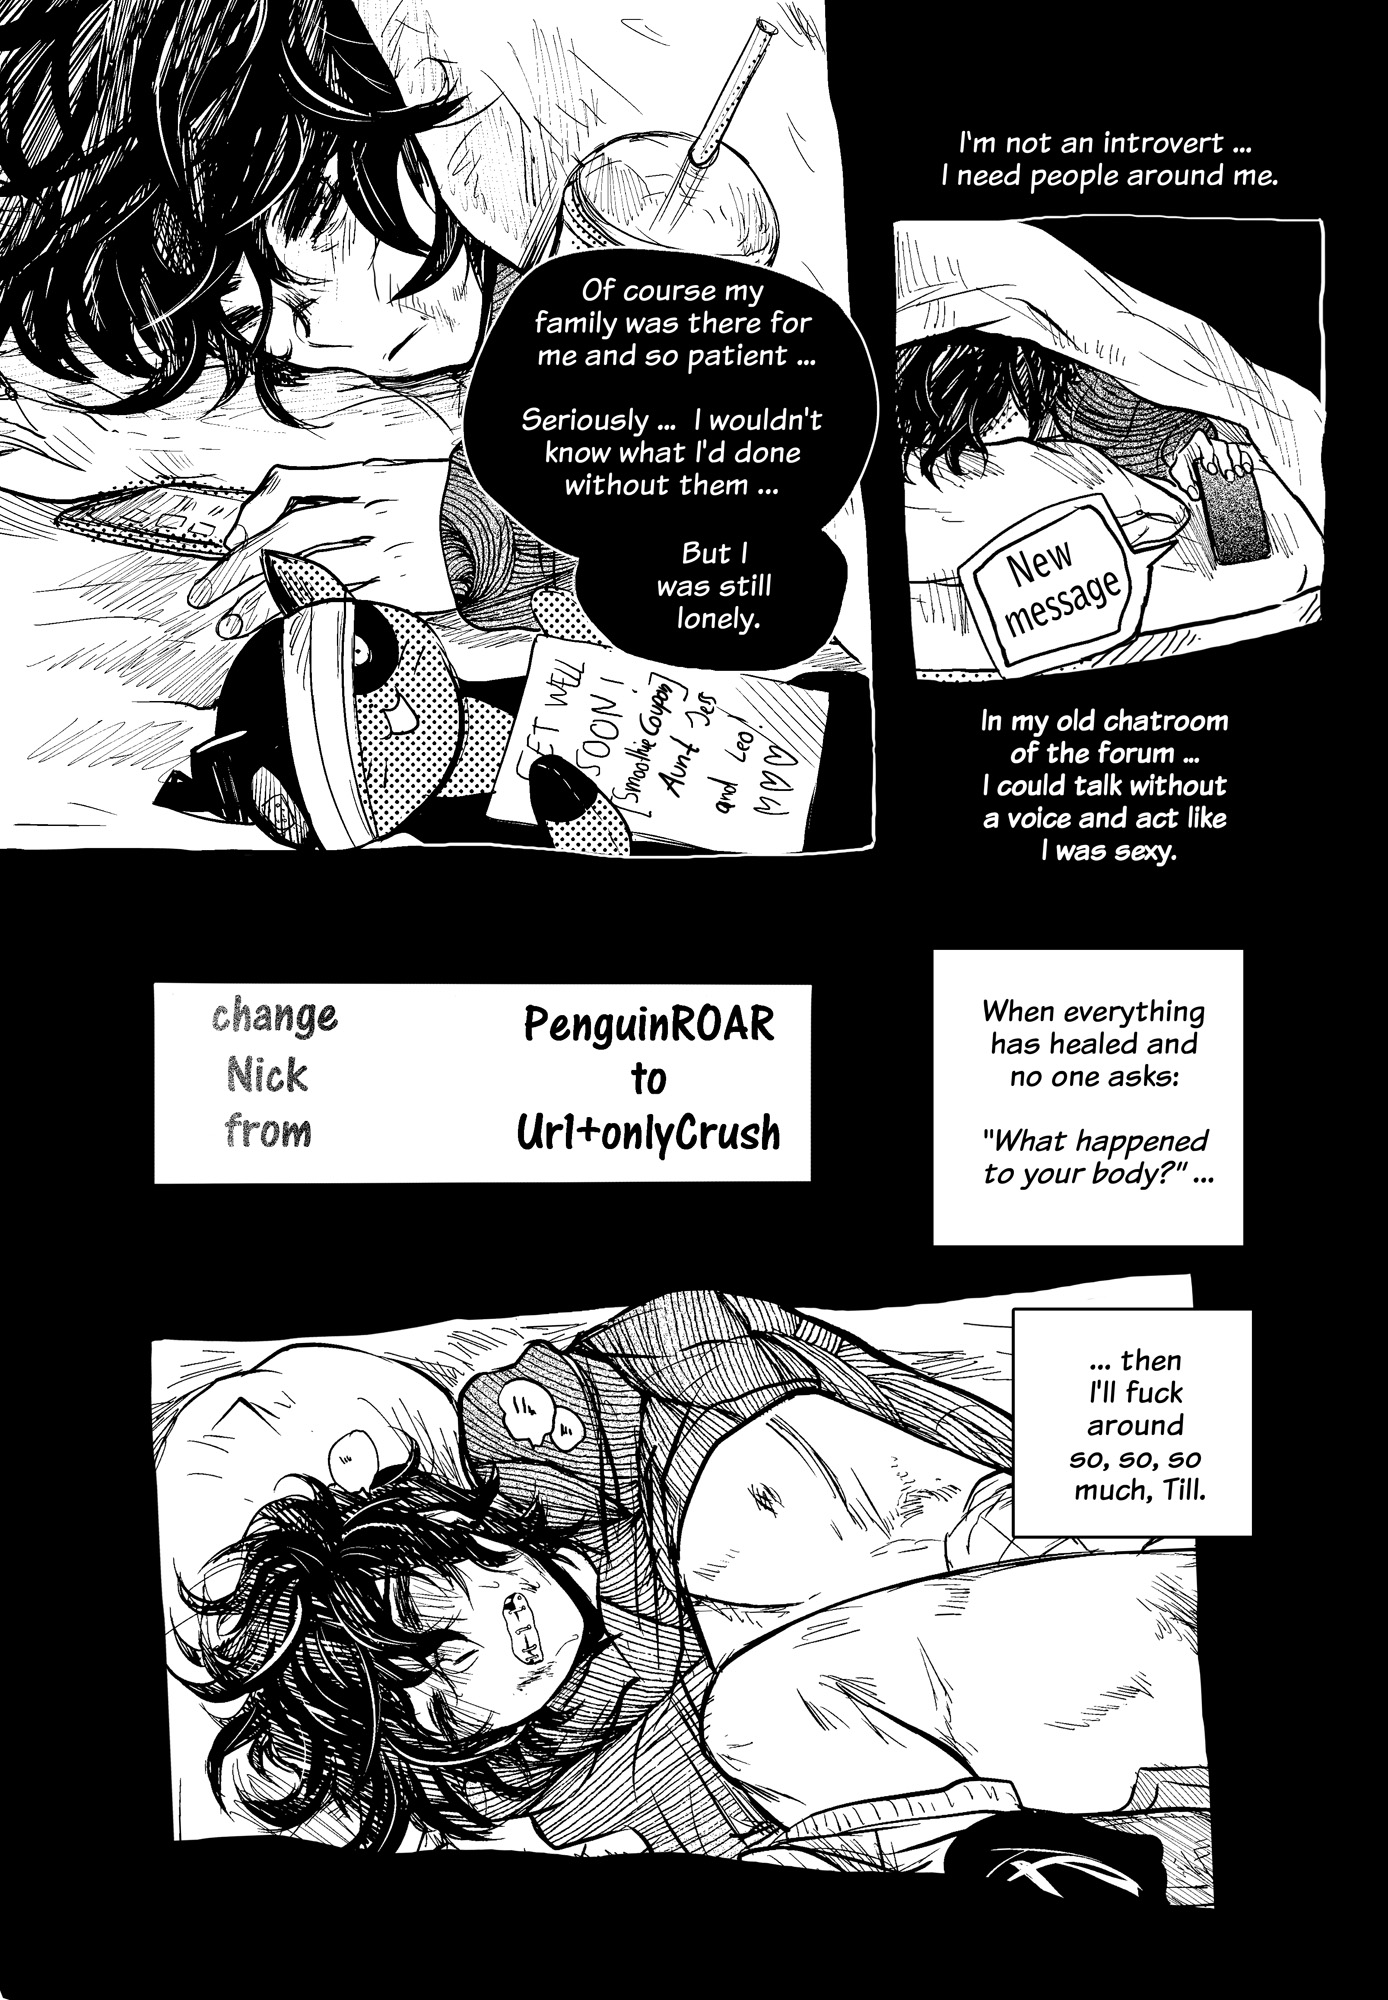 I'm not an introvert ...
I need people around me.
Of course my
family was there for
me and so patient ...
Seriously ... I wouldn't
know what I'd done
without them ...
But I
was still
lonely.
GET WELL
SOON!
[Smoothie Coupon]
Aunt Jess
and Leo!
New
message
In my old chatroom
of the forum ...
I could talk without
a voice and act like
I was sexy.
change
Nick
from
PenguinROAR
to
Ur1+onlyCrush
When everything
has healed and
no one asks:
"What happened
to your body?" ...
... then
I'll fuck
around
so, so, so
much, Till.